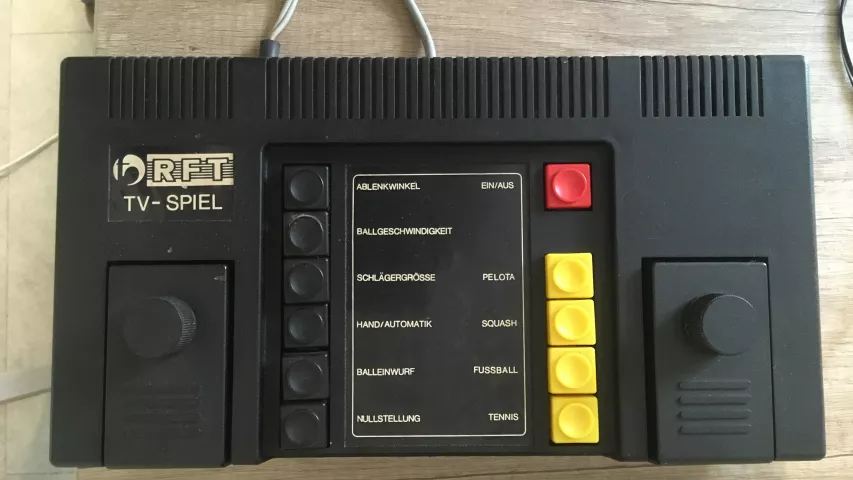 RFT
TV-SPIEL
ABLENKWINKEL EIN/AUS
BALLGESCHWINDIGKEIT
SCHLÄGERGRÖSSE PELOTA
HAND/AUTOMATIK SQUASH
BALLEINWURF FUSSBALL
NULLSTELLUNG TENNIS